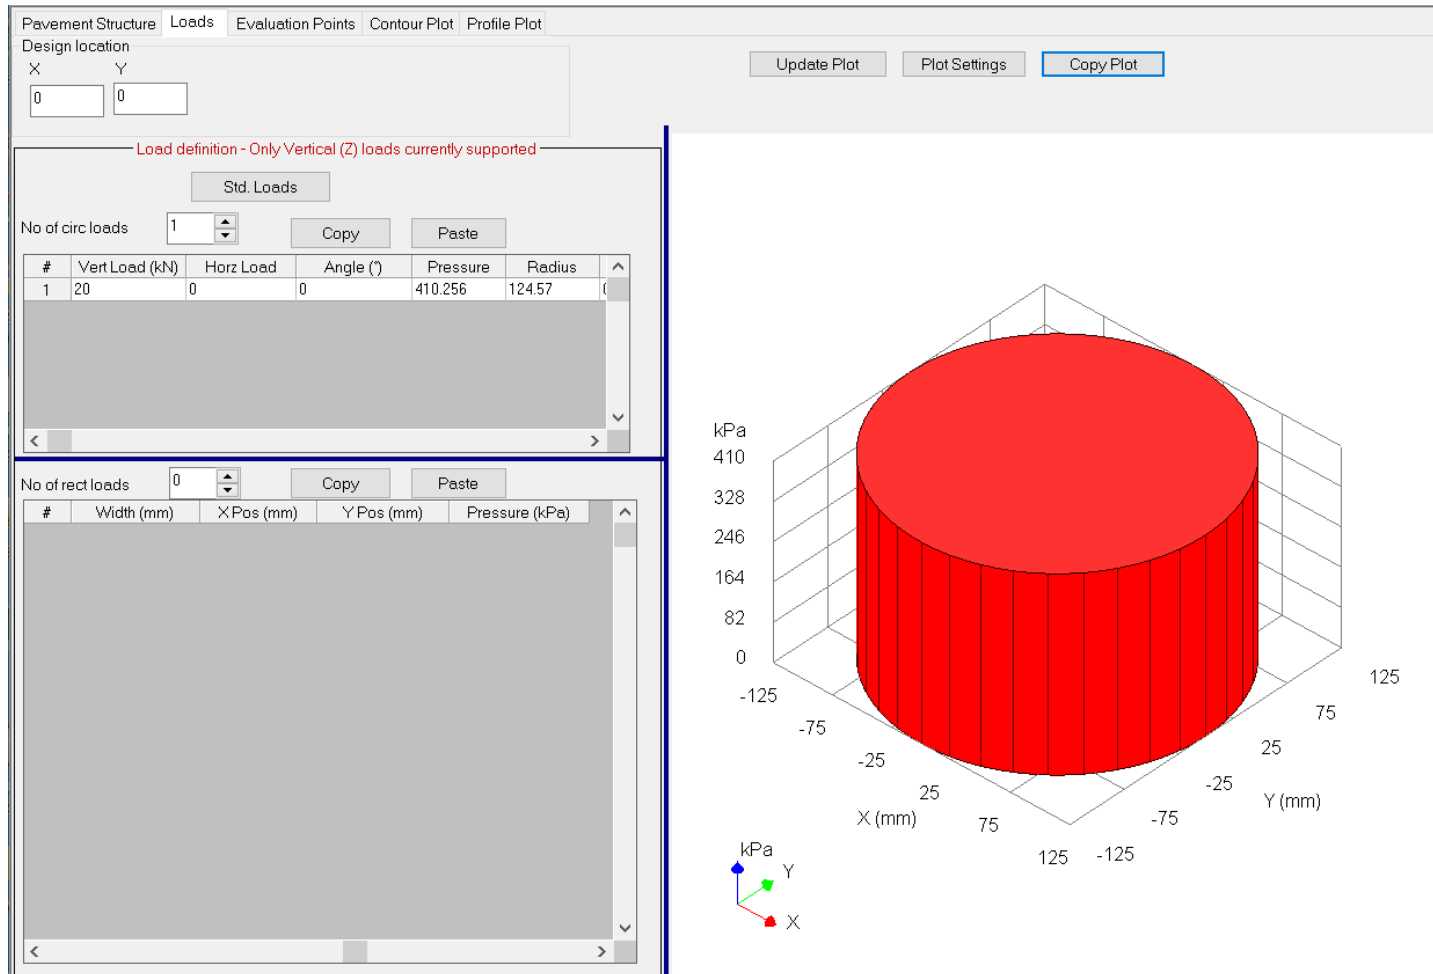 Pavement Structure Loads Evaluation Points Contour Plot Profile Plot
Design location
X Y
0 0
Update Plot Plot Settings Copy Plot
Load definition - Only Vertical (Z) loads currently supported
Std. Loads
No of circ loads 1 Copy Paste
# Vert Load (kN) Horz Load Angle (°) Pressure Radius
1 20 0 0 410.256 124.57
No of rect loads 0 Copy Paste
# Width (mm) X Pos (mm) Y Pos (mm) Pressure (kPa)
kPa
410
328
246
164
82
0
-125
-75
-25
25
75
125
X (mm)
-125
-75
-25
25
75
125
Y (mm)
kPa
Y
X